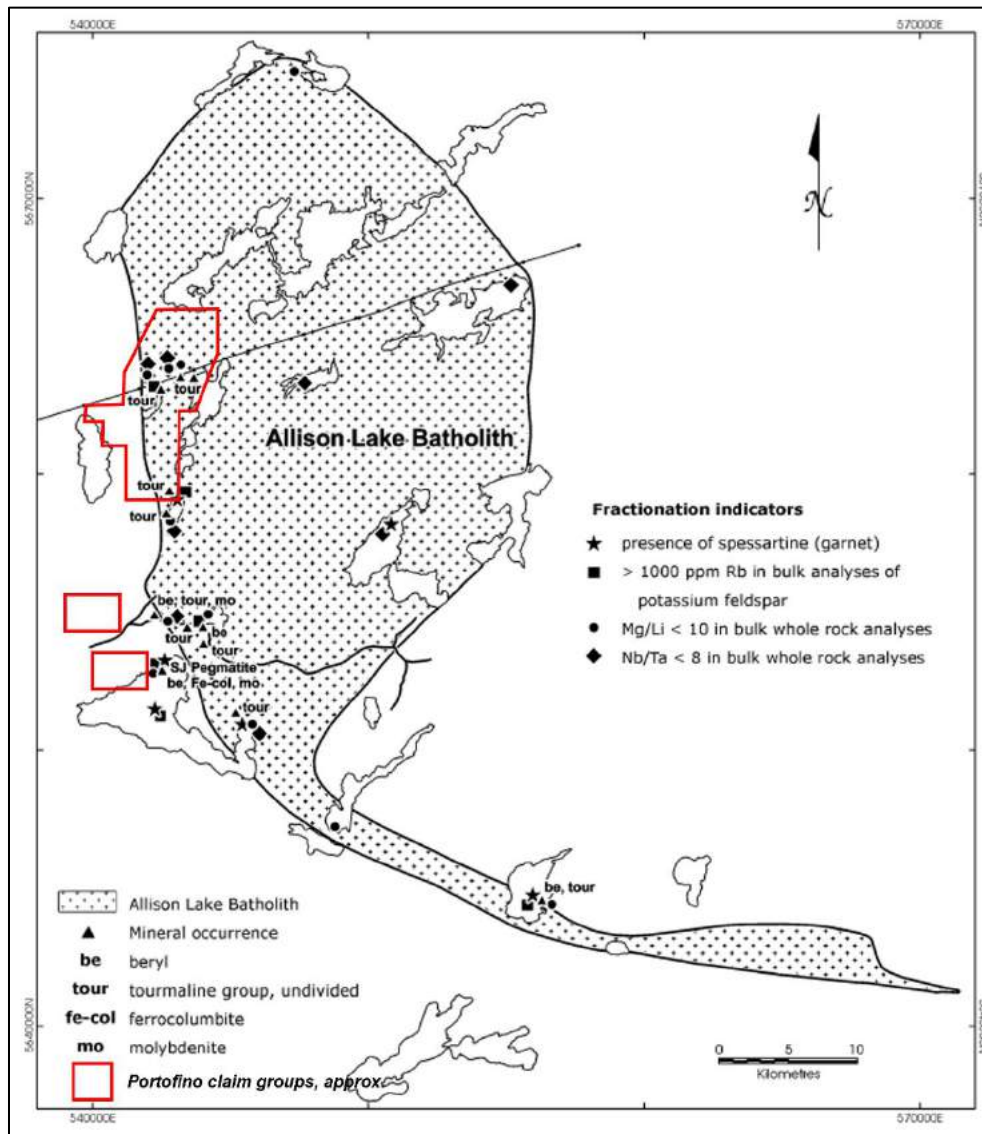 540000E
570000E
5670000N
N
tour
tour
Allison Lake Batholith
tour
tour
Fractionation indicators
presence of spessartine (garnet)
> 1000 ppm Rb in bulk analyses of
potassium feldspar
Mg/Li < 10 in bulk whole rock analyses
Nb/Ta < 8 in bulk whole rock analyses
be, tour, mo
tour
be
SJ Pegmatite
be, Fe-col, mo
tour
be, tour
Allison Lake Batholith
Mineral occurrence
be beryl
tour tourmaline group, undivided
fe-col ferrocolumbite
mo molybdenite
Portofino claim groups, approx.
5640000N
0 5 10
Kilometres
540000E
570000E